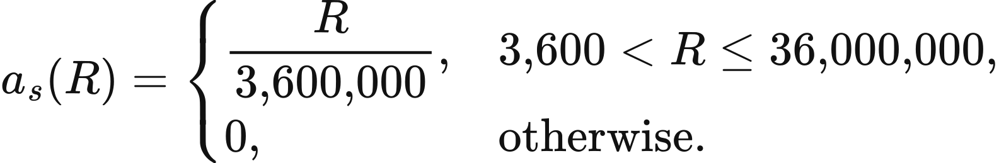 a_s(R) = { R / 3,600,000, 3,600 < R ≤ 36,000,000,
0, otherwise.